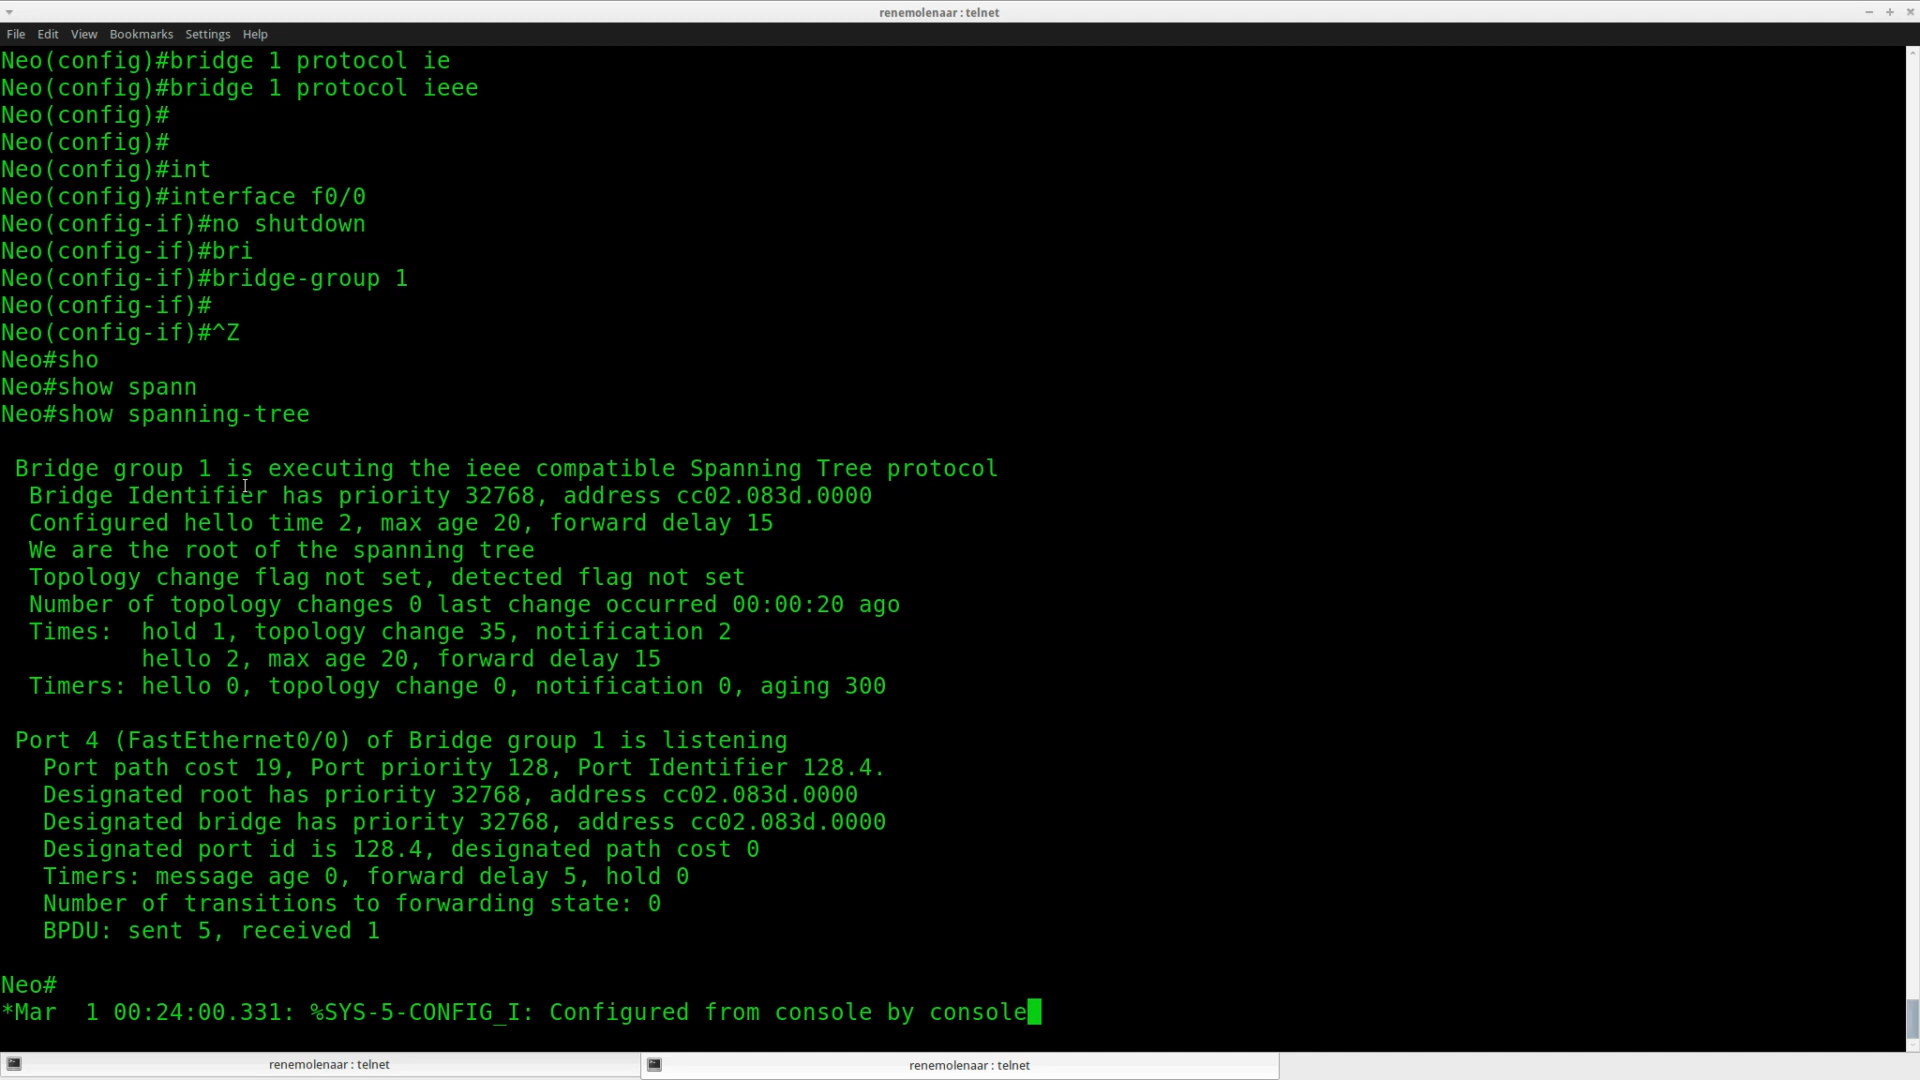 renemolenaar : telnet
File Edit View Bookmarks Settings Help
Neo(config)#bridge 1 protocol ie
Neo(config)#bridge 1 protocol ieee
Neo(config)#
Neo(config)#
Neo(config)#int
Neo(config)#interface f0/0
Neo(config-if)#no shutdown
Neo(config-if)#bri
Neo(config-if)#bridge-group 1
Neo(config-if)#
Neo(config-if)#^Z
Neo#sho
Neo#show spann
Neo#show spanning-tree
Bridge group 1 is executing the ieee compatible Spanning Tree protocol
Bridge Identifier has priority 32768, address cc02.083d.0000
Configured hello time 2, max age 20, forward delay 15
We are the root of the spanning tree
Topology change flag not set, detected flag not set
Number of topology changes 0 last change occurred 00:00:20 ago
Times:  hold 1, topology change 35, notification 2
hello 2, max age 20, forward delay 15
Timers: hello 0, topology change 0, notification 0, aging 300
Port 4 (FastEthernet0/0) of Bridge group 1 is listening
Port path cost 19, Port priority 128, Port Identifier 128.4.
Designated root has priority 32768, address cc02.083d.0000
Designated bridge has priority 32768, address cc02.083d.0000
Designated port id is 128.4, designated path cost 0
Timers: message age 0, forward delay 5, hold 0
Number of transitions to forwarding state: 0
BPDU: sent 5, received 1
Neo#
*Mar  1 00:24:00.331: %SYS-5-CONFIG_I: Configured from console by console
renemolenaar : telnet
renemolenaar : telnet